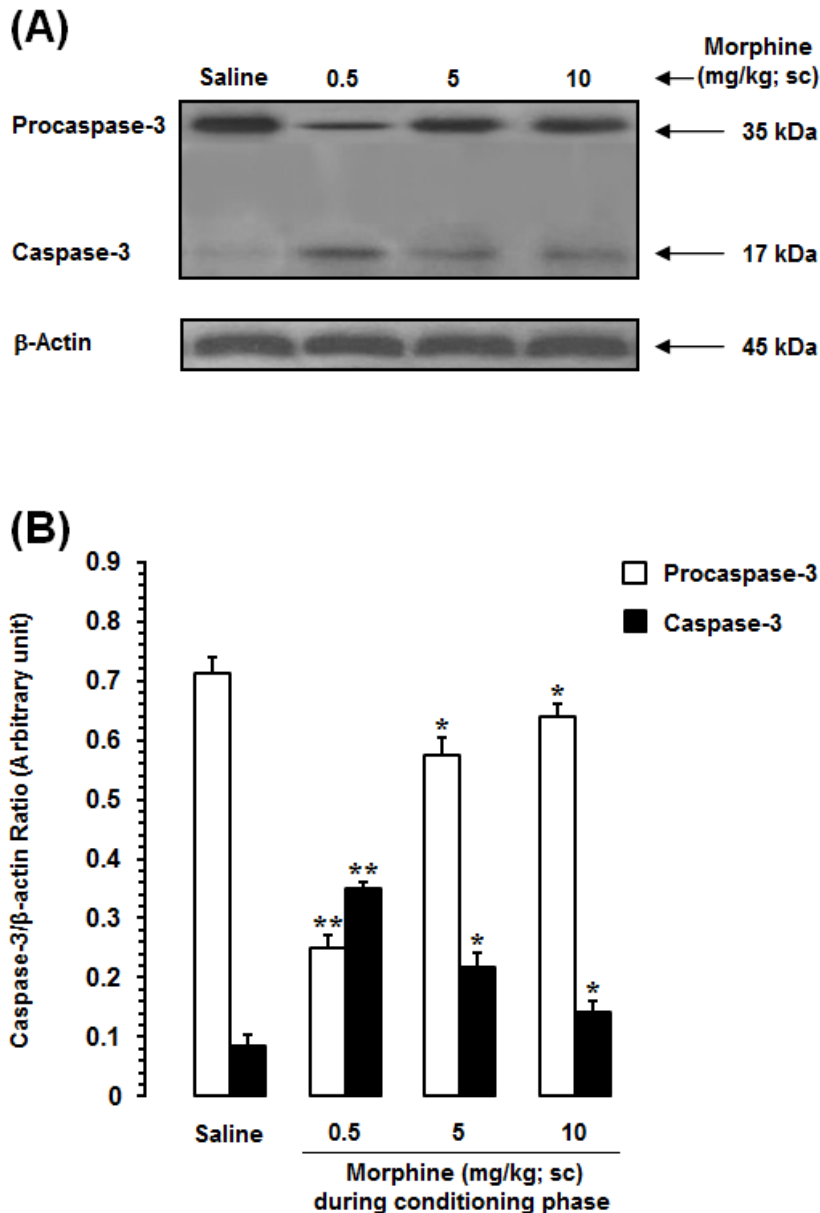 (A)
Saline 0.5 5 10 Morphine (mg/kg; sc)
Procaspase-3 35 kDa
Caspase-3 17 kDa
β-Actin 45 kDa
(B)
Caspase-3/β-actin Ratio (Arbitrary unit)
0.9
0.8
0.7
0.6
0.5
0.4
0.3
0.2
0.1
0
Procaspase-3
Caspase-3
** ** * * * *
Saline 0.5 5 10
Morphine (mg/kg; sc)
during conditioning phase